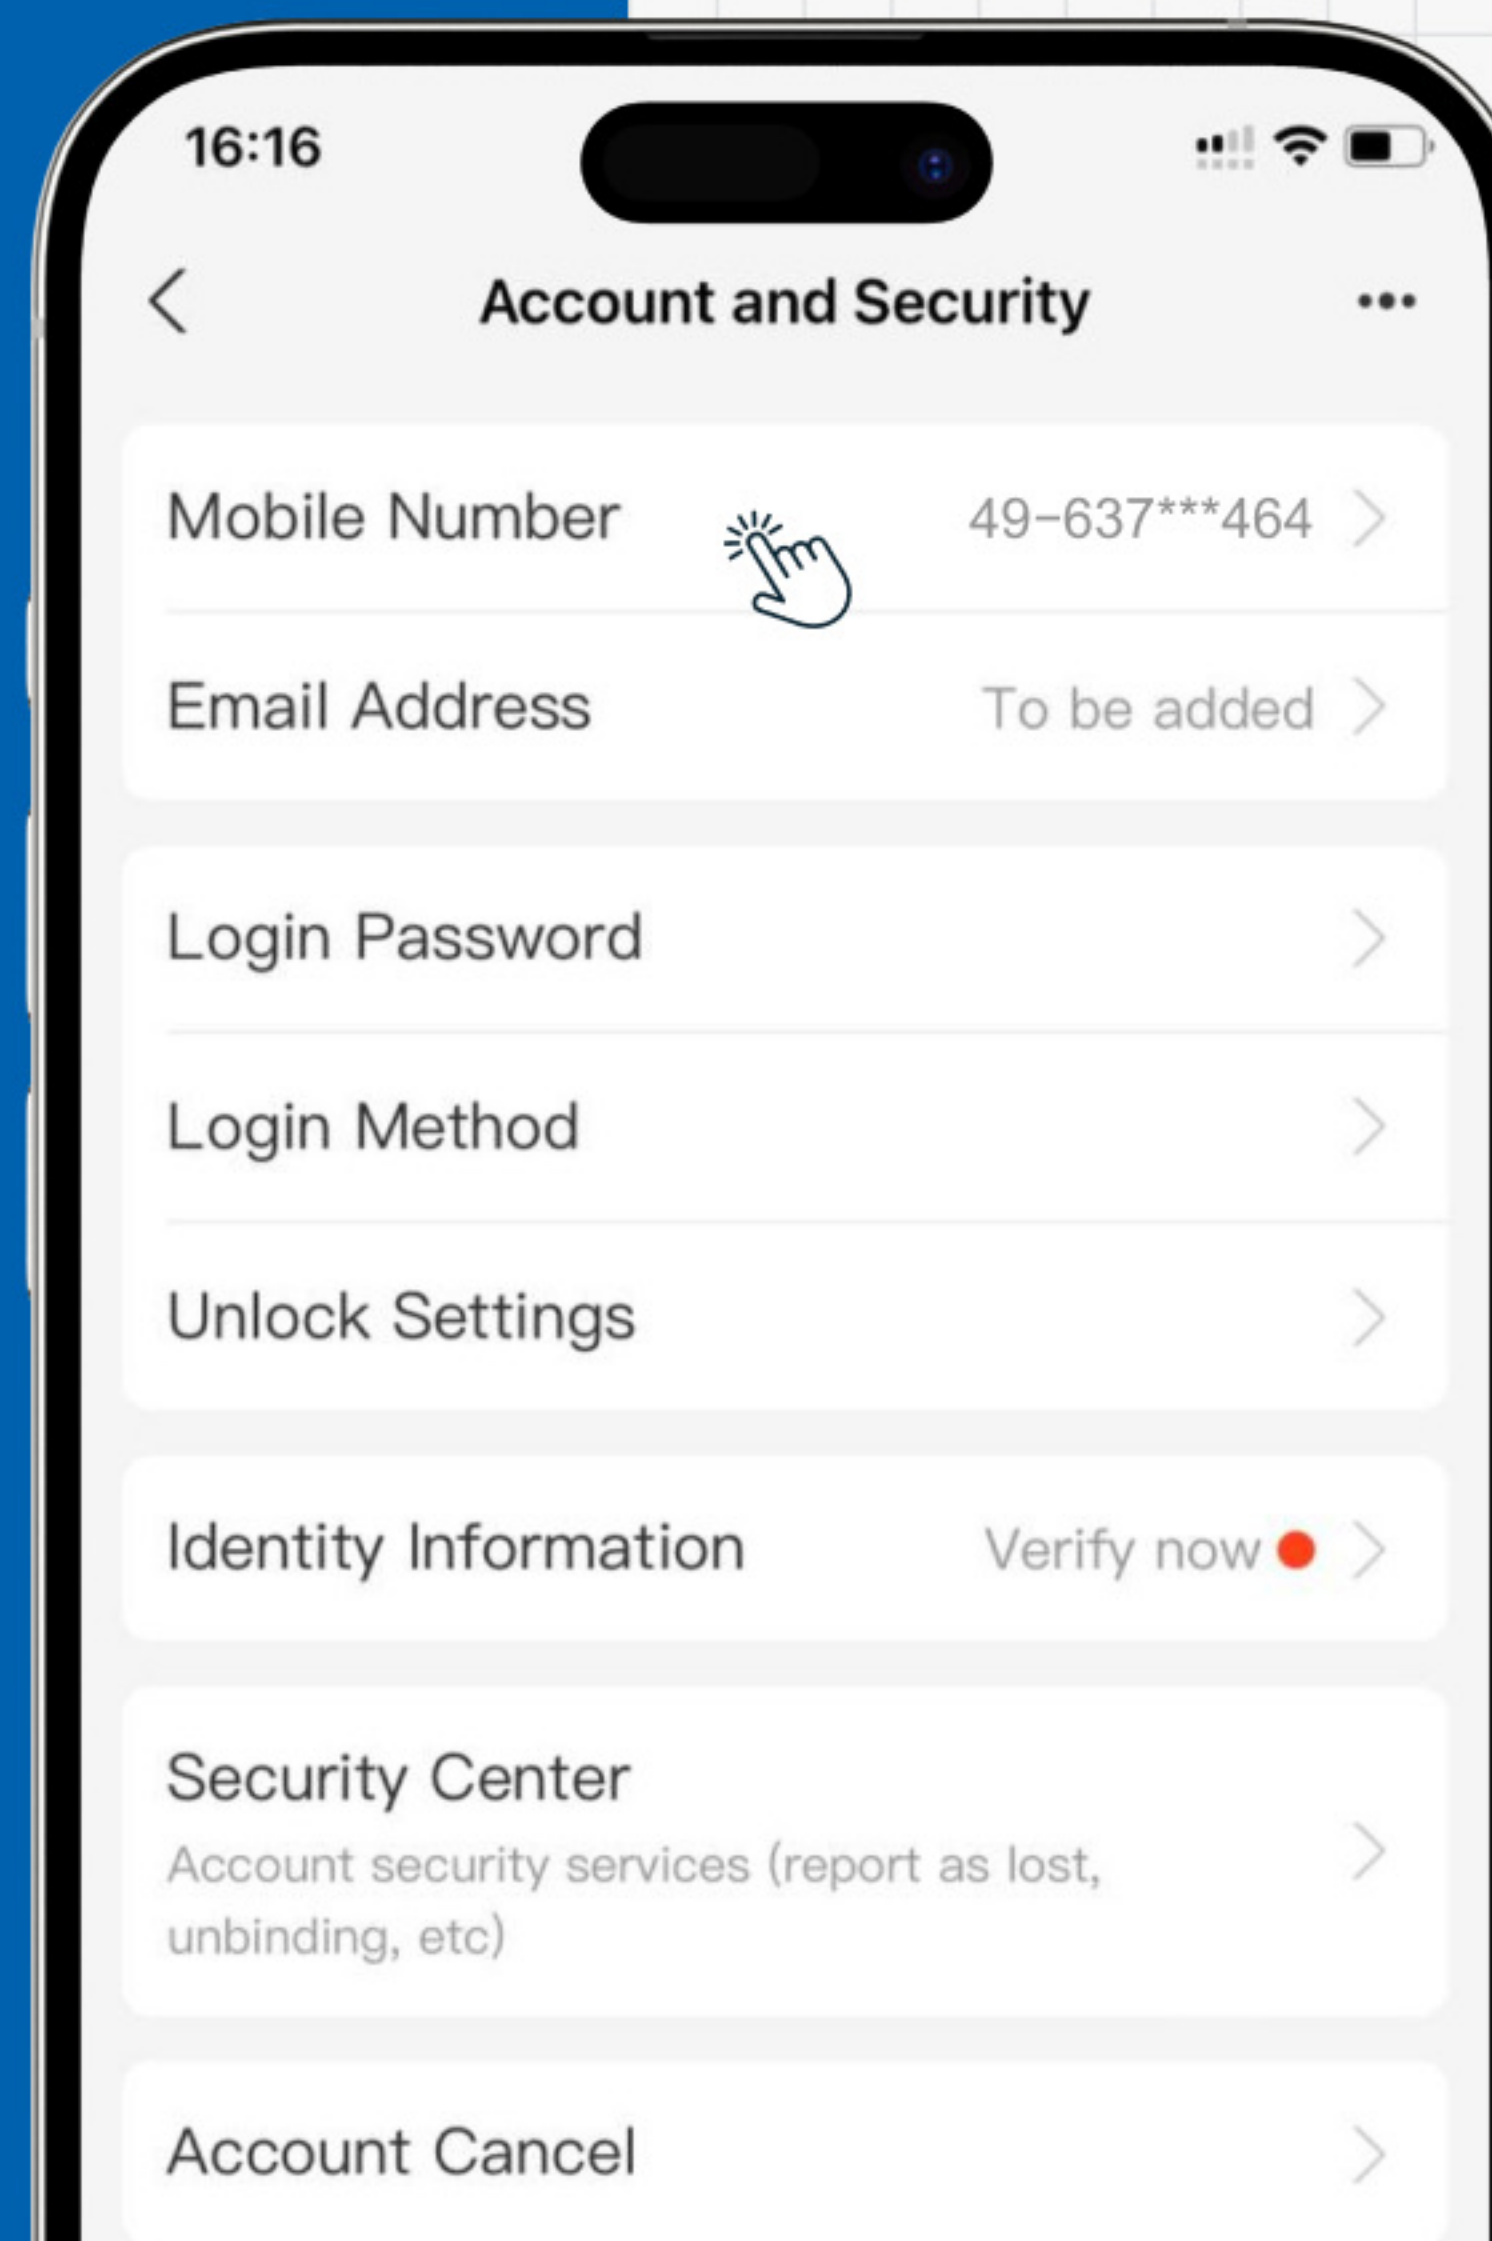 16:16
Account and Security
Mobile Number 49-637***464
Email Address To be added
Login Password
Login Method
Unlock Settings
Identity Information Verify now
Security Center
Account security services (report as lost,
unbinding, etc)
Account Cancel